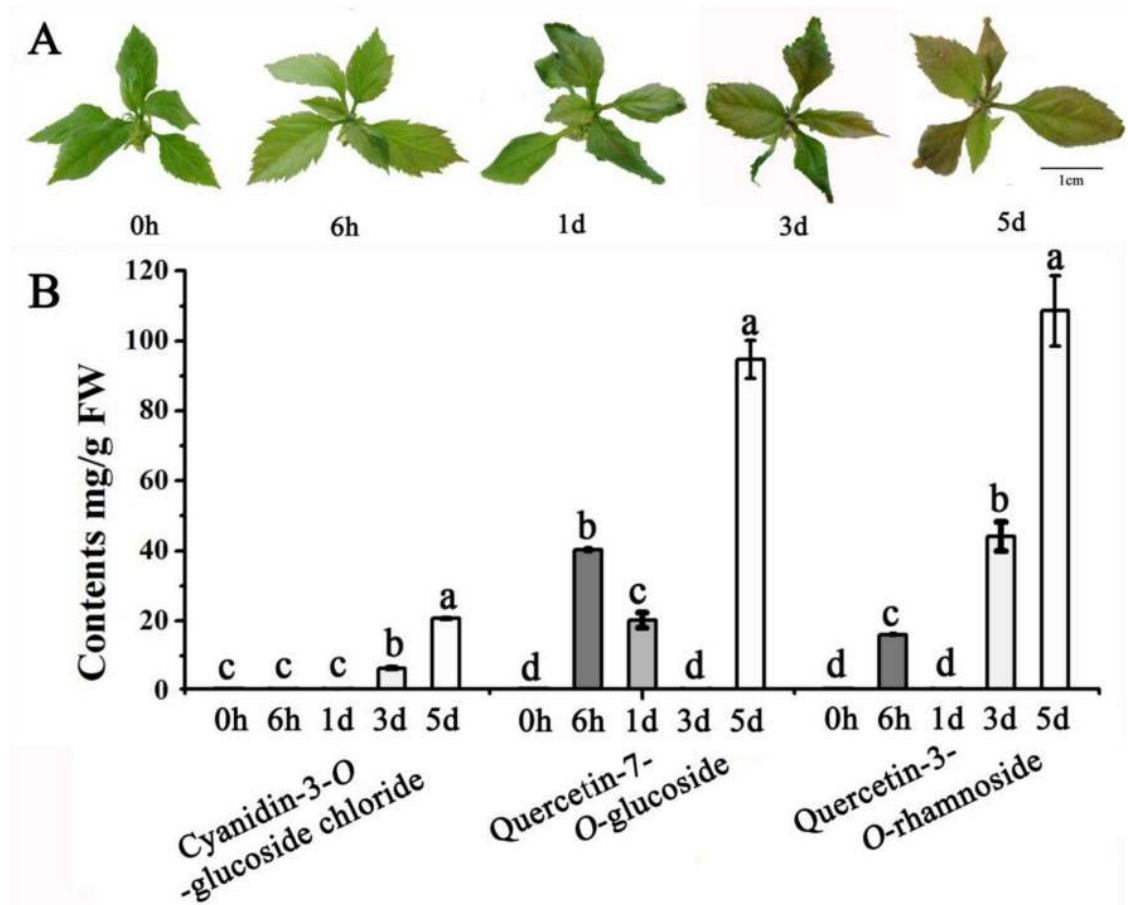 A
0h 6h 1d 3d 5d
1cm
B
Contents mg/g FW
120
100
80
60
40
20
0
c c c b a d b c d a d c d b a
0h 6h 1d 3d 5d 0h 6h 1d 3d 5d 0h 6h 1d 3d 5d
Cyanidin-3-O
-glucoside chloride
Quercetin-7-
O-glucoside
Quercetin-3-
O-rhamnoside